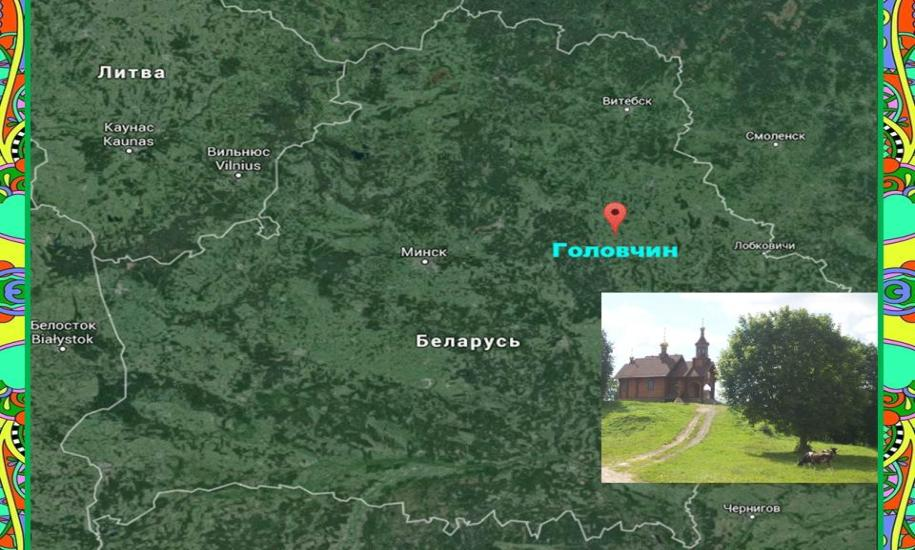 Литва
Витебск
Каунас
Kaunas
Смоленск
Вильнюс
Vilnius
Головчин
Лобковичи
Минск
Белосток
Białystok
Беларусь
Чернигов